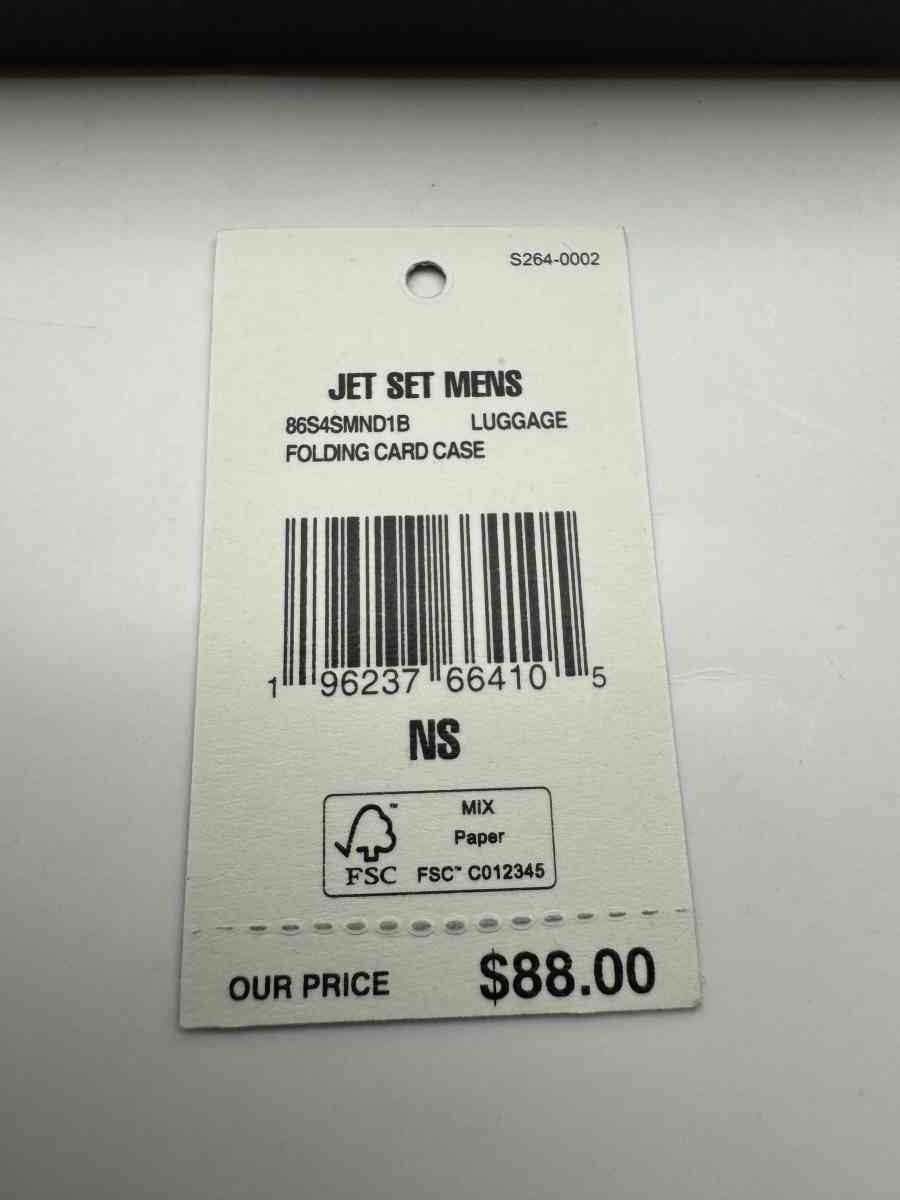 S264-0002
JET SET MENS
86S4SMND1B LUGGAGE
FOLDING CARD CASE
1 96237 66410 5
NS
MIX
Paper
FSC™ FSC™ C012345
OUR PRICE $88.00